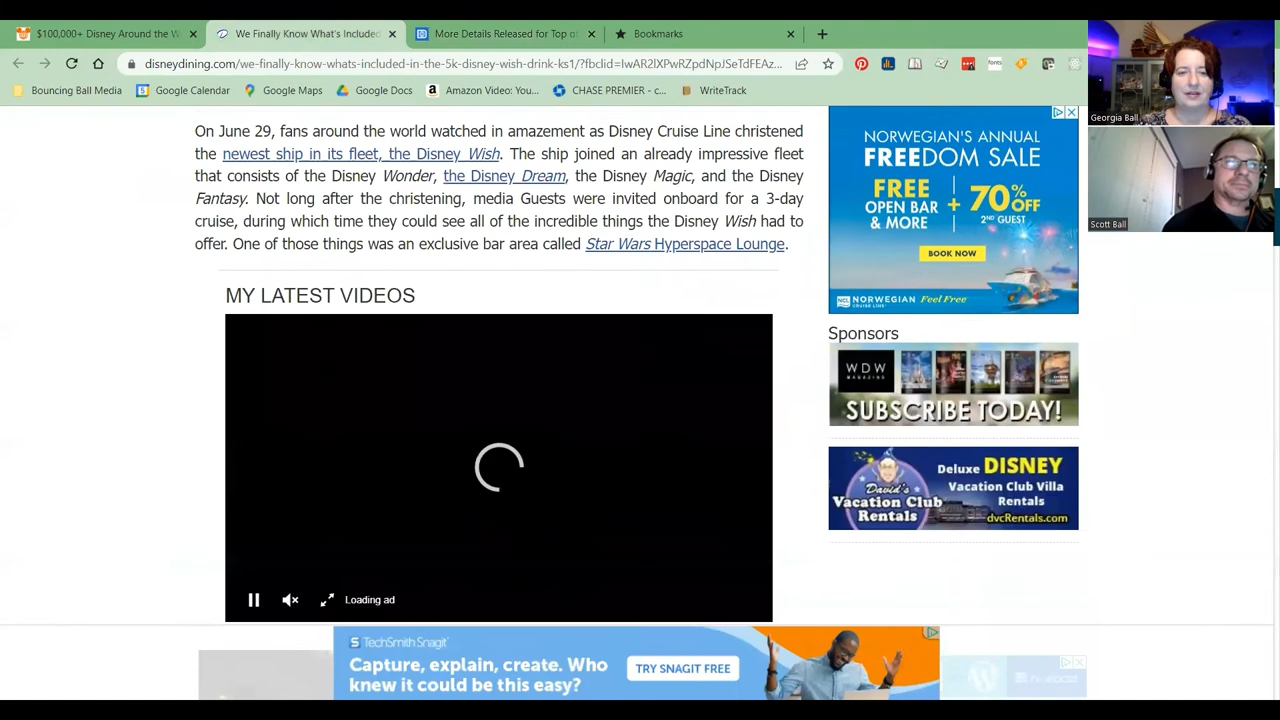 $100,000+ Disney Around the W
We Finally Know What's Included
More Details Released for Top of
Bookmarks
disneydining.com/we-finally-know-whats-included-in-the-5k-disney-wish-drink-ks1/?fbclid=IwAR2lXPwRZpdNpJSeTdFEAz...
Bouncing Ball Media
Google Calendar
Google Maps
Google Docs
Amazon Video: You...
CHASE PREMIER - c...
WriteTrack
On June 29, fans around the world watched in amazement as Disney Cruise Line christened
the newest ship in its fleet, the Disney Wish. The ship joined an already impressive fleet
that consists of the Disney Wonder, the Disney Dream, the Disney Magic, and the Disney
Fantasy. Not long after the christening, media Guests were invited onboard for a 3-day
cruise, during which time they could see all of the incredible things the Disney Wish had to
offer. One of those things was an exclusive bar area called Star Wars Hyperspace Lounge.
MY LATEST VIDEOS
Loading ad
NORWEGIAN'S ANNUAL
FREEDOM SALE
FREE
OPEN BAR
& MORE
+ 70% OFF
2ND GUEST
BOOK NOW
NCL NORWEGIAN CRUISE LINE Feel Free
Sponsors
WDW
MAGAZINE
SUBSCRIBE TODAY!
David's
Vacation Club
Rentals
Deluxe DISNEY
Vacation Club Villa
Rentals
dvcRentals.com
TechSmith Snagit
Capture, explain, create. Who
knew it could be this easy?
TRY SNAGIT FREE
Georgia Ball
Scott Ball